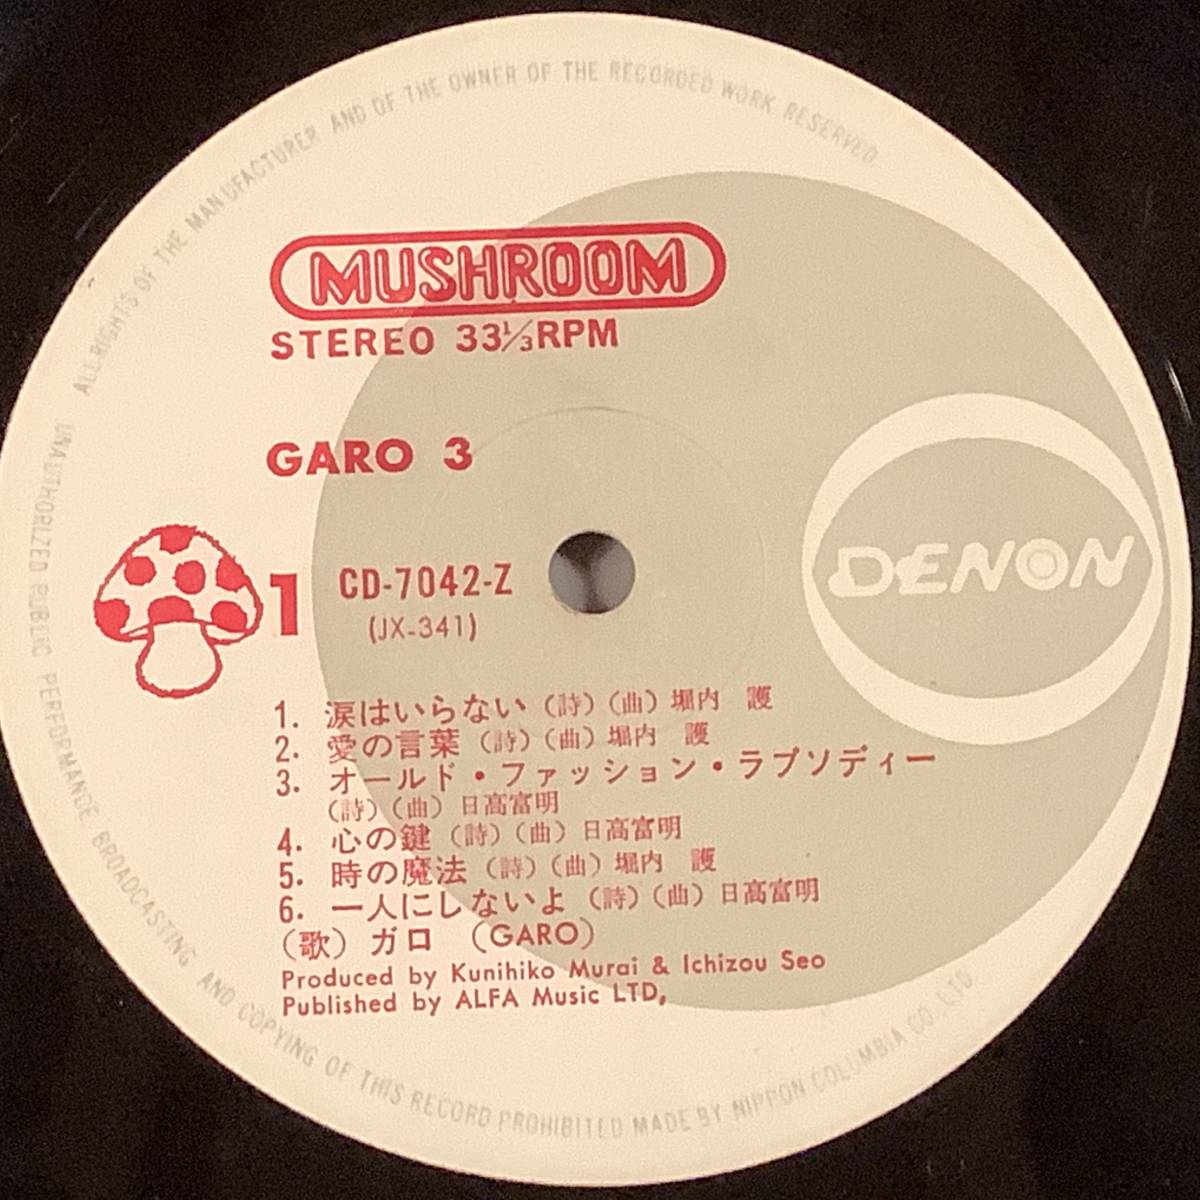 ALL RIGHTS OF THE MANUFACTURER AND OF THE OWNER OF THE RECORDED WORK RESERVED
MUSHROOM
STEREO 33⅓RPM
GARO 3
DENON
1 CD-7042-Z
(JX-341)
1. 涙はいらない (詩) (曲) 堀内 護
2. 愛の言葉 (詩) (曲) 堀内 護
3. オールド・ファッション・ラプソディー
(詩) (曲) 日高富明
4. 心の鍵 (詩) (曲) 日高富明
5. 時の魔法 (詩) (曲) 堀内 護
6. 一人にしないよ (詩) (曲) 日高富明
(歌) ガロ (GARO)
Produced by Kunihiko Murai & Ichizou Seo
Published by ALFA Music LTD,
UNAUTHORIZED PUBLIC PERFORMANCE BROADCASTING AND COPYING OF THIS RECORD PROHIBITED MADE BY NIPPON COLUMBIA CO., LTD.